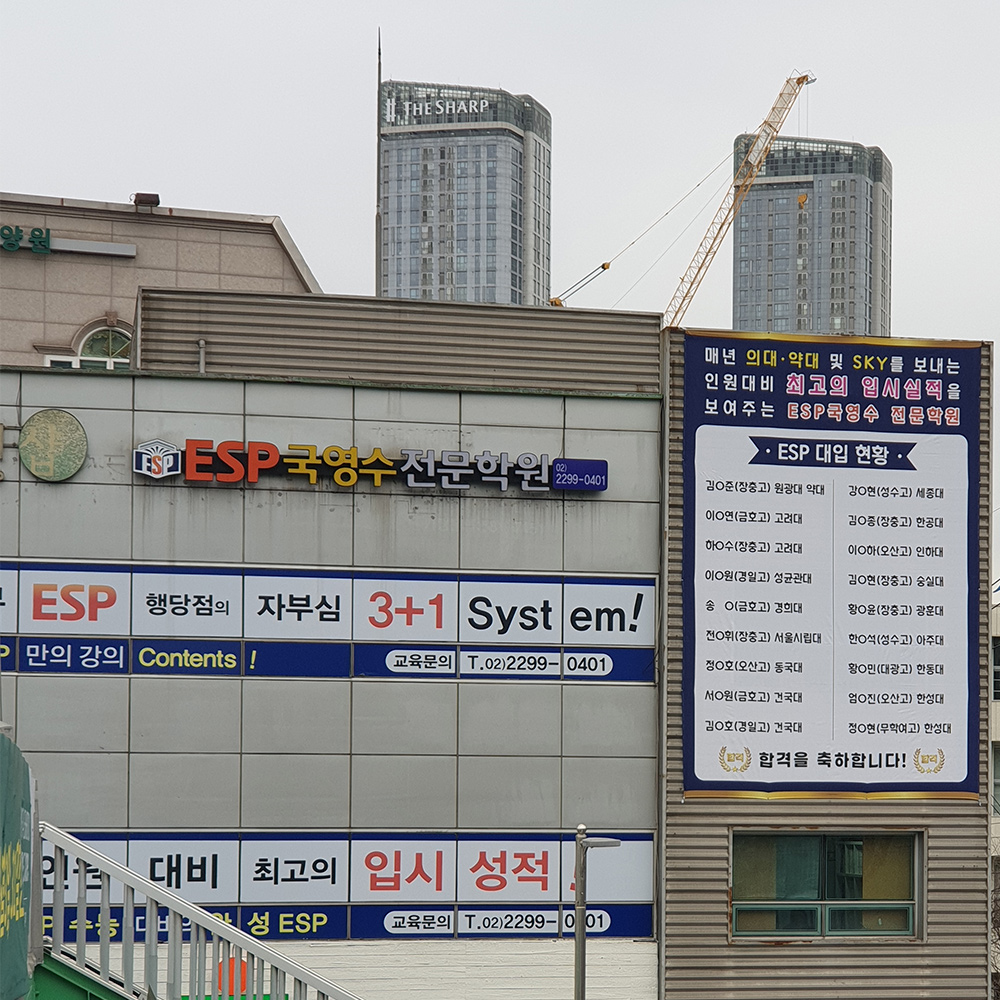 THE SHARP
양원
ESP
ESP국영수전문학원
02)
2299-0401
ESP 행당점의 자부심 3+1 System!
만의 강의 Contents !
교육문의 T.02)2299-0401
대비 최고의 입시 성적
성 ESP
교육문의 T.02)2299-0401
매년 의대·약대 및 SKY를 보내는
인원대비 최고의 입시실적을
보여주는 ESP국영수 전문학원
· ESP 대입 현황 ·
김O준(장충고) 원광대 약대
이O연(금호고) 고려대
하O수(장충고) 고려대
이O원(경일고) 성균관대
송 O(금호고) 경희대
전O휘(장충고) 서울시립대
정O호(오산고) 동국대
서O원(금호고) 건국대
김O호(경일고) 건국대
강O현(성수고) 세종대
김O종(장충고) 한공대
이O하(오산고) 인하대
김O현(장충고) 숭실대
황O윤(장충고) 광훈대
한O석(성수고) 아주대
황O민(대광고) 한동대
엄O진(오산고) 한성대
정O현(무학여고) 한성대
합격을 축하합니다!